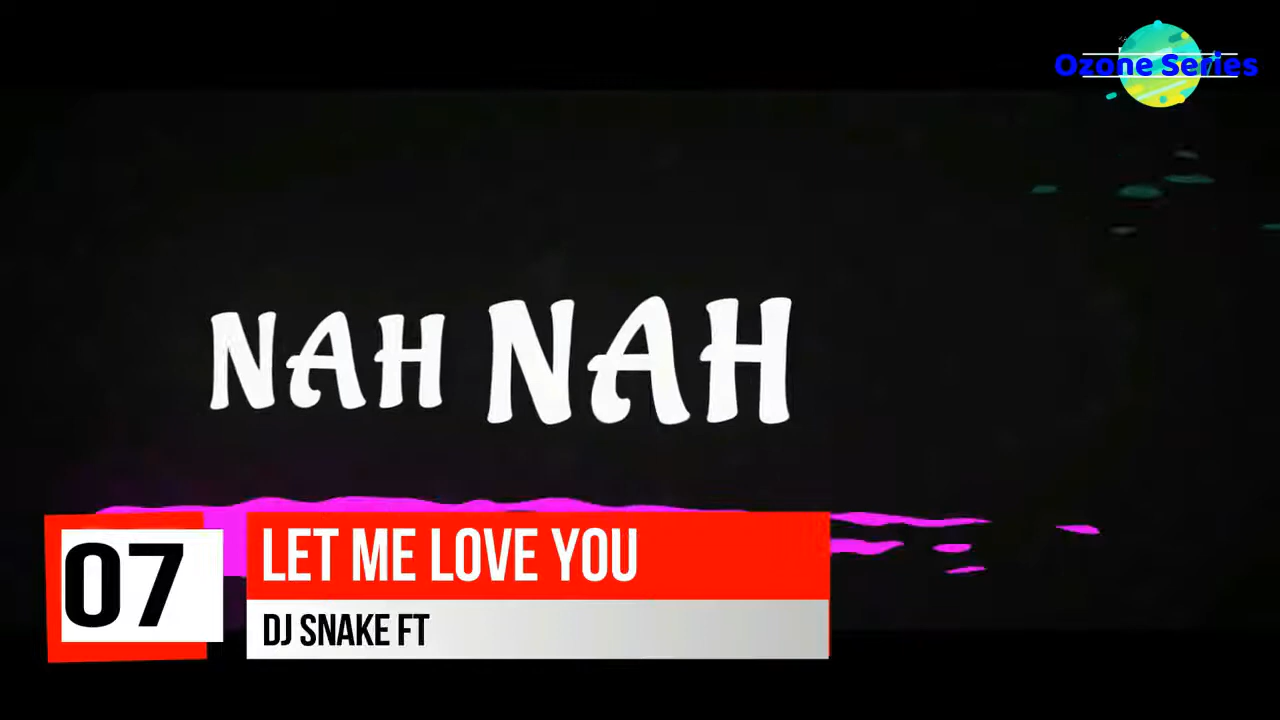 Ozone Series
NAH NAH
07
LET ME LOVE YOU
DJ SNAKE FT